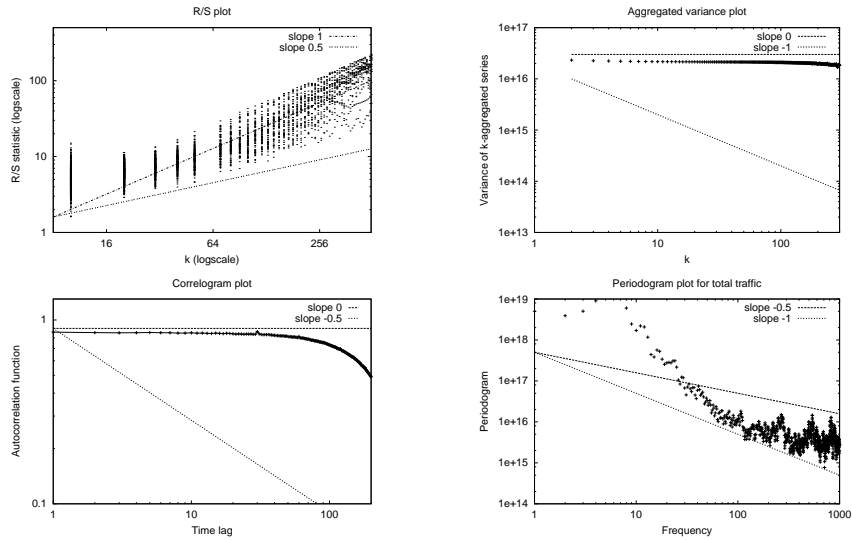 R/S plot
slope 1
slope 0.5
100
10
1
16
64
256
R/S statistic (logscale)
k (logscale)
Aggregated variance plot
slope 0
slope -1
1e+17
1e+16
1e+15
1e+14
1e+13
1
10
100
Variance of k-aggregated series
k
Correlogram plot
slope 0
slope -0.5
1
0.1
1
10
100
Autocorrelation function
Time lag
Periodogram plot for total traffic
slope -0.5
slope -1
1e+19
1e+18
1e+17
1e+16
1e+15
1e+14
1
10
100
1000
Periodogram
Frequency